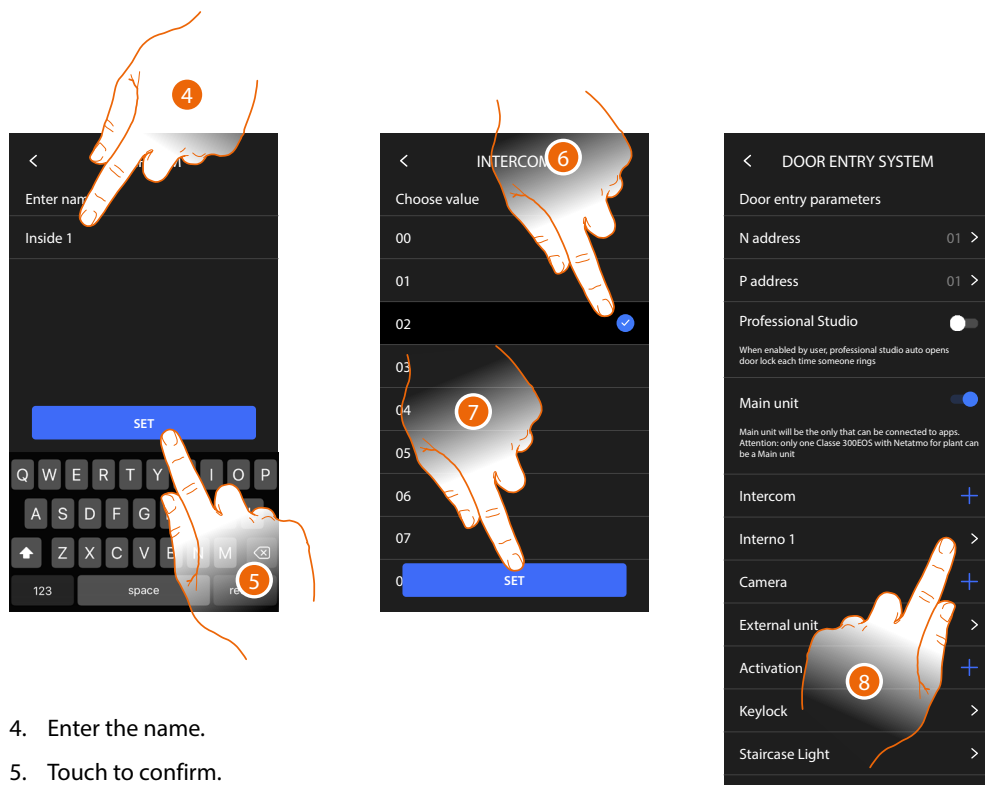 4
Enter nam
Inside 1
SET
Q W E R T Y I O P
A S D F G
Z X C V B N M
123 space re
5
6
INTERCOM
Choose value
00
01
02
03
04
05
06
07
0
SET
7
DOOR ENTRY SYSTEM
Door entry parameters
N address 01
P address 01
Professional Studio
When enabled by user, professional studio auto opens
door lock each time someone rings
Main unit
Main unit will be the only that can be connected to apps.
Attention: only one Classe 300EOS with Netatmo for plant can
be a Main unit
Intercom
Interno 1
Camera
External unit
Activation
8
Keylock
Staircase Light
4. Enter the name.
5. Touch to confirm.